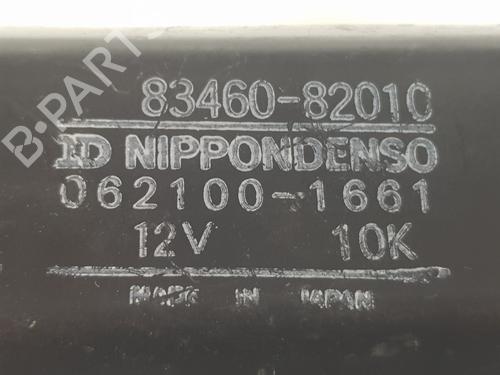 B-PARTS
83460-82010
ND NIPPONDENSO
062100-1661
12V 10K
MADE IN JAPAN